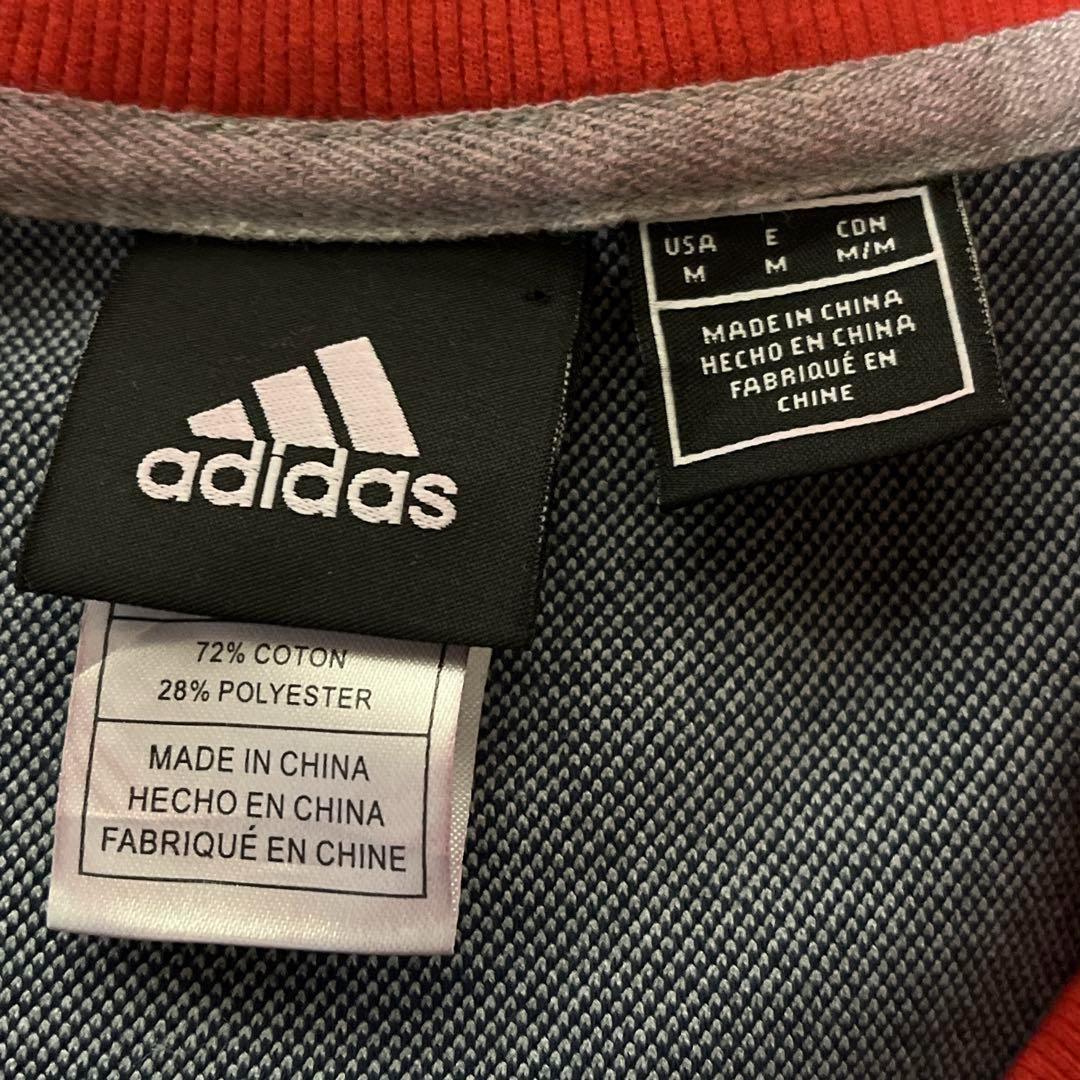 adidas
USA E CDN
M M M/M
MADE IN CHINA
HECHO EN CHINA
FABRIQUÉ EN
CHINE
72% COTON
28% POLYESTER
MADE IN CHINA
HECHO EN CHINA
FABRIQUÉ EN CHINE